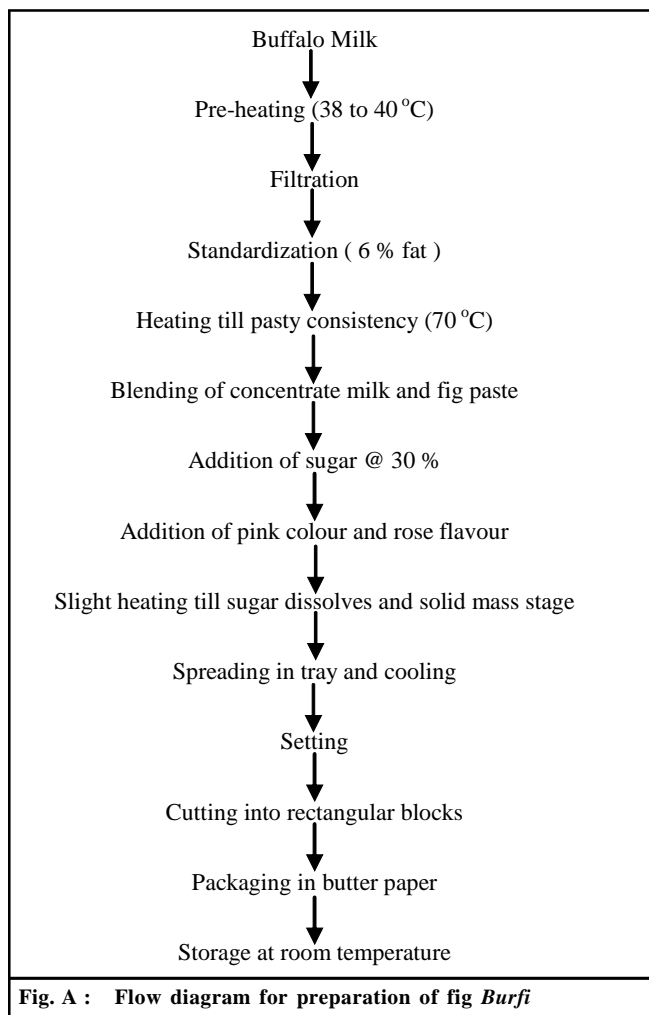 Buffalo Milk
Pre-heating (38 to 40 °C)
Filtration
Standardization ( 6 % fat )
Heating till pasty consistency (70 °C)
Blending of concentrate milk and fig paste
Addition of sugar @ 30 %
Addition of pink colour and rose flavour
Slight heating till sugar dissolves and solid mass stage
Spreading in tray and cooling
Setting
Cutting into rectangular blocks
Packaging in butter paper
Storage at room temperature
Fig. A : Flow diagram for preparation of fig Burfi